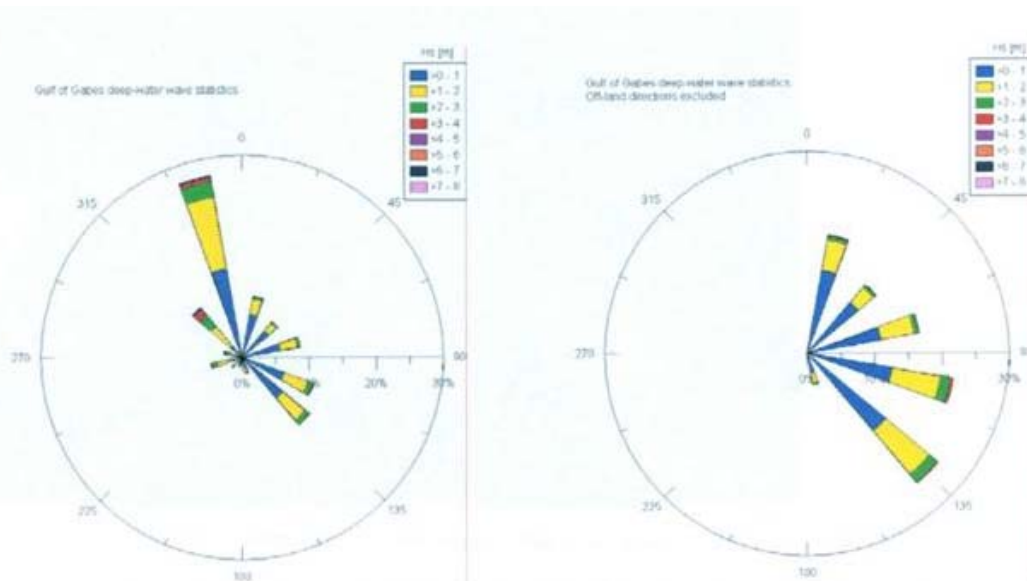 Gulf of Gabes deep-water wave statistics
HS [m]
>0 - 1
>1 - 2
>2 - 3
>3 - 4
>4 - 5
>5 - 6
>6 - 7
>7 - 8
0
45
90
135
180
225
270
315
0%
20%
30%
Gulf of Gabes deep-water wave statistics
Off-land directions excluded
HS [m]
>0 - 1
>1 - 2
>2 - 3
>3 - 4
>4 - 5
>5 - 6
>6 - 7
>7 - 8
0
45
135
180
225
270
315
0%
20%
30%